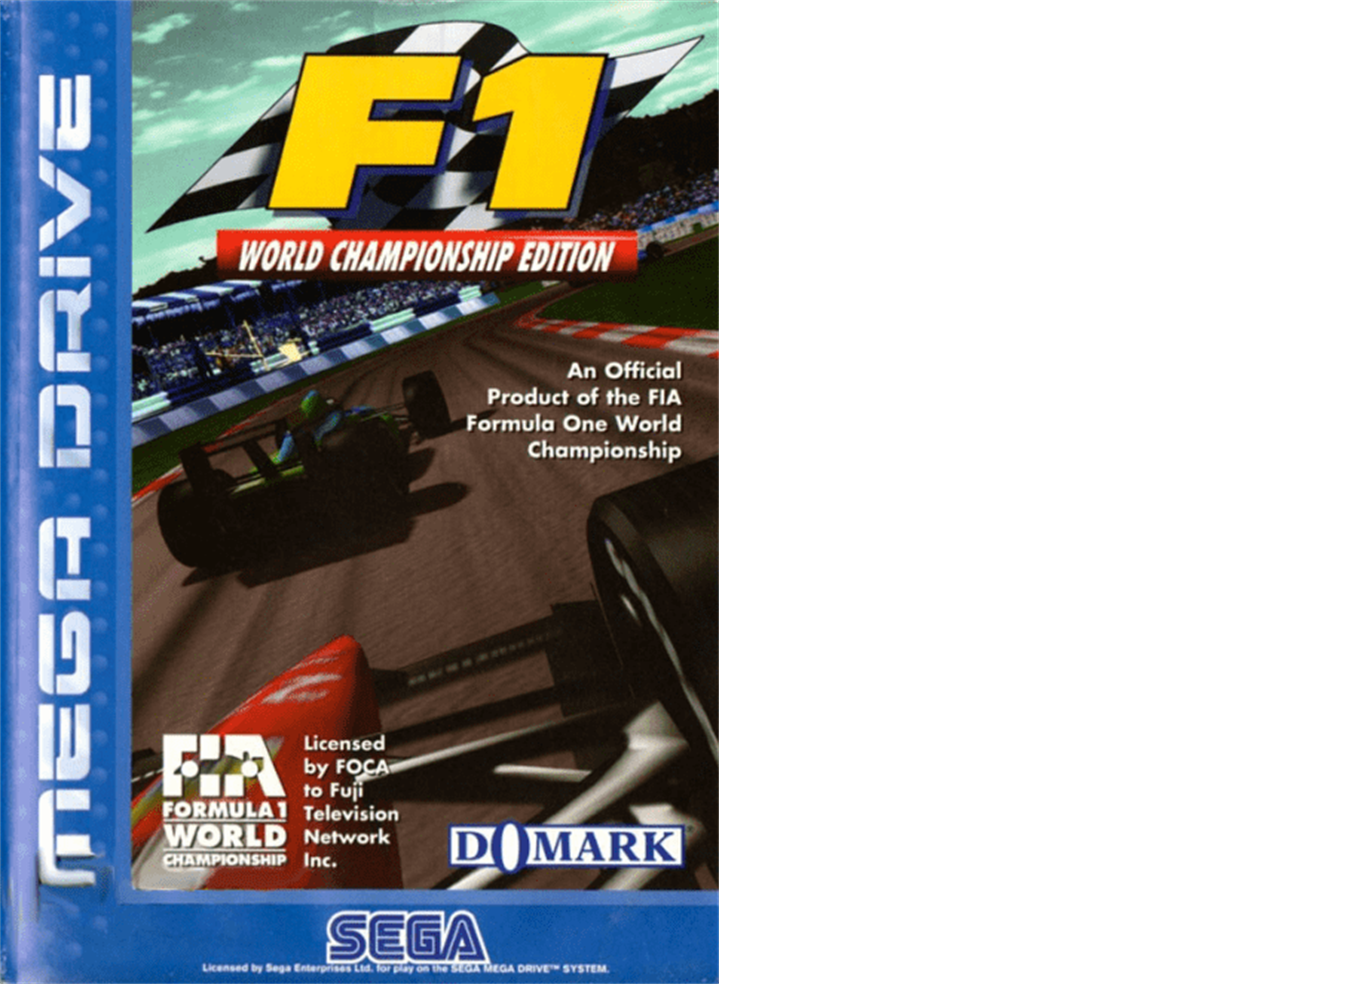 MEGA DRIVE
F1
WORLD CHAMPIONSHIP EDITION
An Official
Product of the FIA
Formula One World
Championship
FIA
FORMULA 1
WORLD
CHAMPIONSHIP
Licensed
by FOCA
to Fuji
Television
Network
Inc.
DOMARK
SEGA
Licensed by Sega Enterprises Ltd. for play on the SEGA MEGA DRIVE™ SYSTEM.